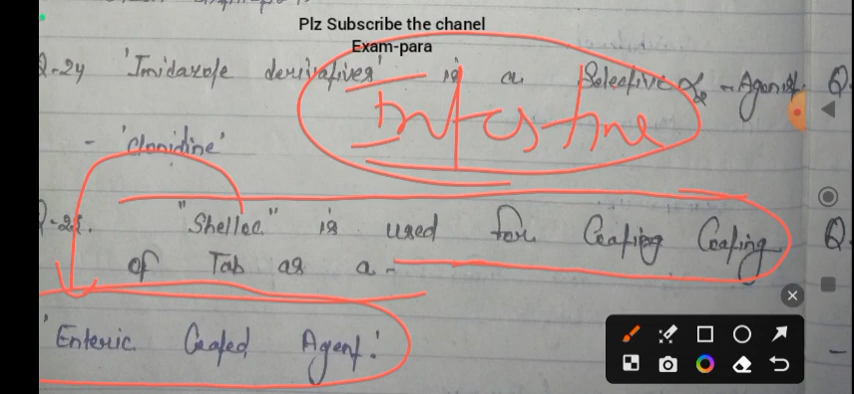 Plz Subscribe the chanel
Exam-para
Q-24 'Imidazole derivatives' is a Selective α2 - Agonist. Q
Intestine
- 'Clonidine'
Q-25. "Shellac" is used for Coating Coating Q
of Tab as a -
'Enteric Coated Agent.'